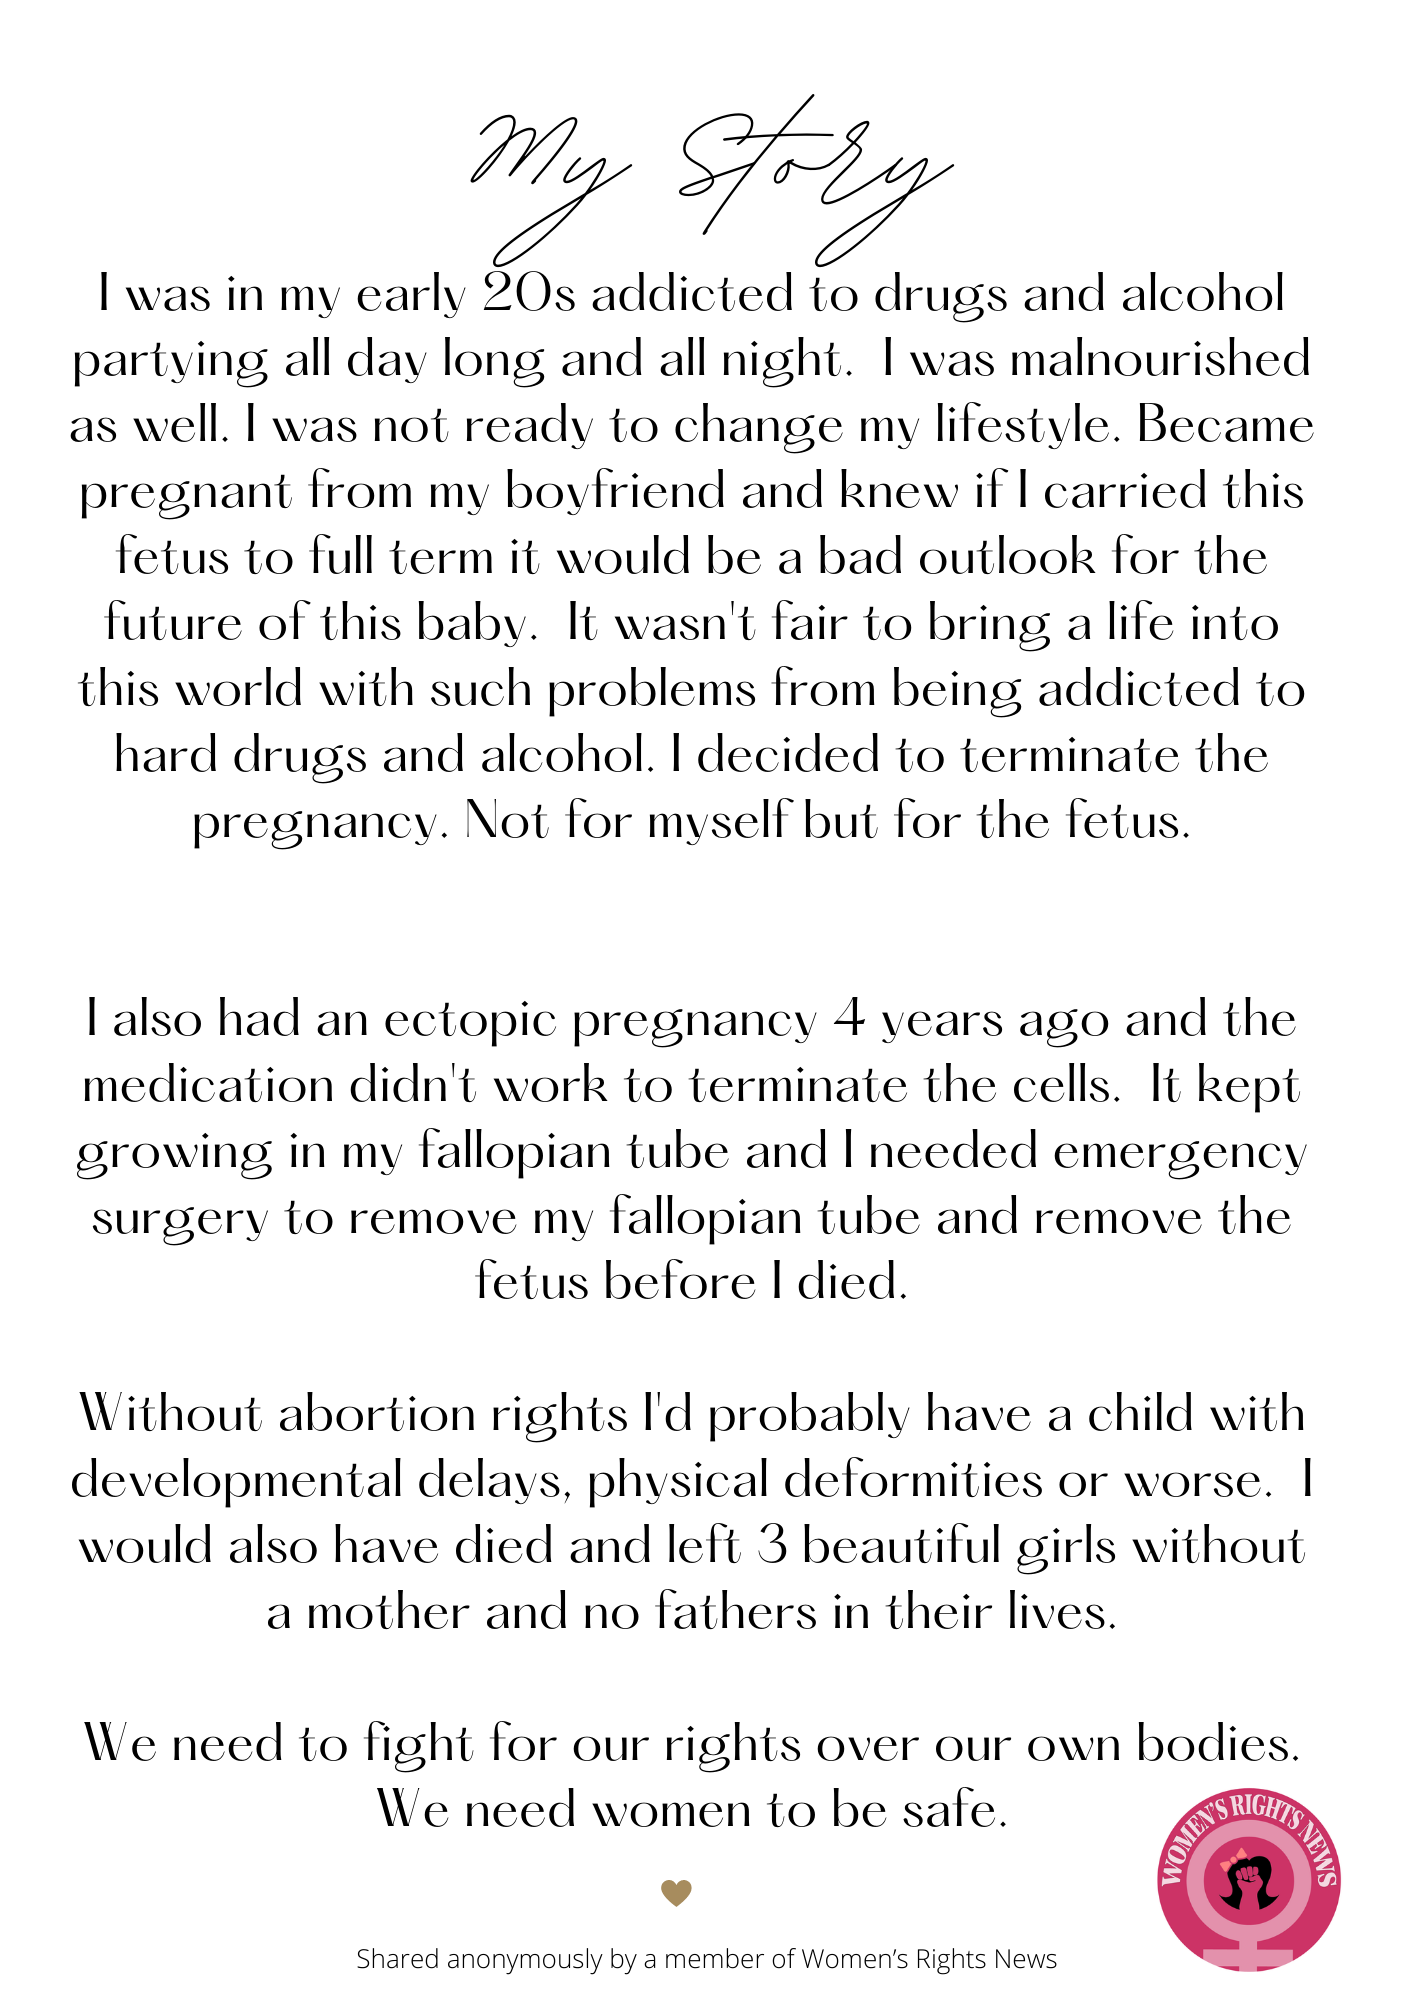 My Story
I was in my early 20s addicted to drugs and alcohol
partying all day long and all night.  I was malnourished
as well. I was not ready to change my lifestyle. Became
pregnant from my boyfriend and knew if I carried this
fetus to full term it would be a bad outlook for the
future of this baby.  It wasn't fair to bring a life into
this world with such problems from being addicted to
hard drugs and alcohol. I decided to terminate the
pregnancy. Not for myself but for the fetus.
I also had an ectopic pregnancy 4 years ago and the
medication didn't work to terminate the cells.  It kept
growing in my fallopian tube and I needed emergency
surgery to remove my fallopian tube and remove the
fetus before I died.
Without abortion rights I'd probably have a child with
developmental delays, physical deformities or worse.  I
would also have died and left 3 beautiful girls without
a mother and no fathers in their lives.
We need to fight for our rights over our own bodies.
We need women to be safe.
WOMEN'S RIGHTS NEWS
Shared anonymously by a member of Women’s Rights News